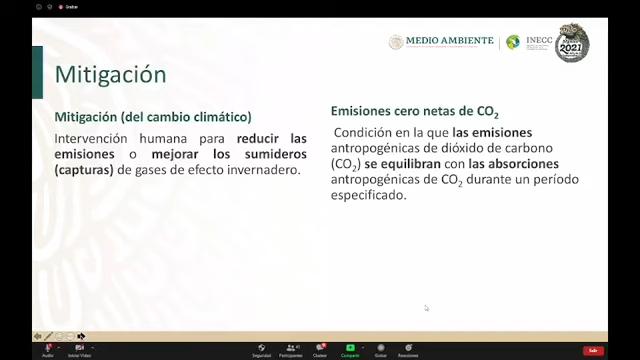 Grabar
MEDIO AMBIENTE
INECC
2021
Mitigación
Mitigación (del cambio climático)
Intervención humana para reducir las
emisiones o mejorar los sumideros
(capturas) de gases de efecto invernadero.
Emisiones cero netas de CO₂
Condición en la que las emisiones
antropogénicas de dióxido de carbono
(CO₂) se equilibran con las absorciones
antropogénicas de CO₂ durante un período
especificado.
Audio
Iniciar Video
Seguridad
Participantes
Chatear
Compartir
Grabar
Reacciones
Salir